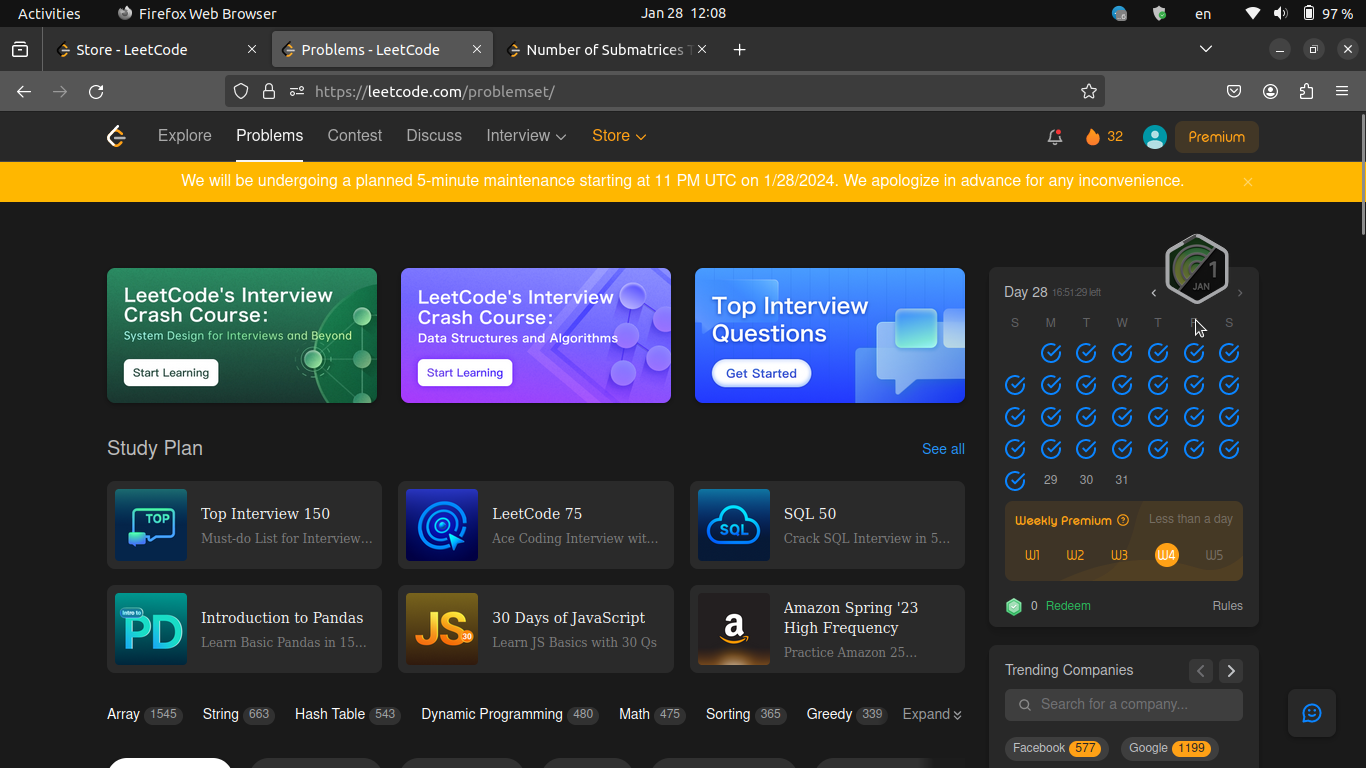 Activities Firefox Web Browser Jan 28 12:08 en 97 %
Store - LeetCode Problems - LeetCode Number of Submatrices
https://leetcode.com/problemset/
Explore Problems Contest Discuss Interview Store 32 Premium
We will be undergoing a planned 5-minute maintenance starting at 11 PM UTC on 1/28/2024. We apologize in advance for any inconvenience.
LeetCode's Interview
Crash Course:
System Design for Interviews and Beyond
Start Learning
LeetCode's Interview
Crash Course:
Data Structures and Algorithms
Start Learning
Top Interview
Questions
Get Started
1
JAN
Day 28 16:51:29 left
S M T W T F S
29 30 31
Weekly Premium Less than a day
W1 W2 W3 W4 W5
0 Redeem Rules
Study Plan See all
TOP
Top Interview 150
Must-do List for Interview...
LeetCode 75
Ace Coding Interview wit...
SQL
SQL 50
Crack SQL Interview in 5...
Intro to
PD
Introduction to Pandas
Learn Basic Pandas in 15...
JS 30
30 Days of JavaScript
Learn JS Basics with 30 Qs
a
Amazon Spring '23
High Frequency
Practice Amazon 25...
Array 1545 String 663 Hash Table 543 Dynamic Programming 480 Math 475 Sorting 365 Greedy 339 Expand
Trending Companies
Search for a company...
Facebook 577 Google 1199